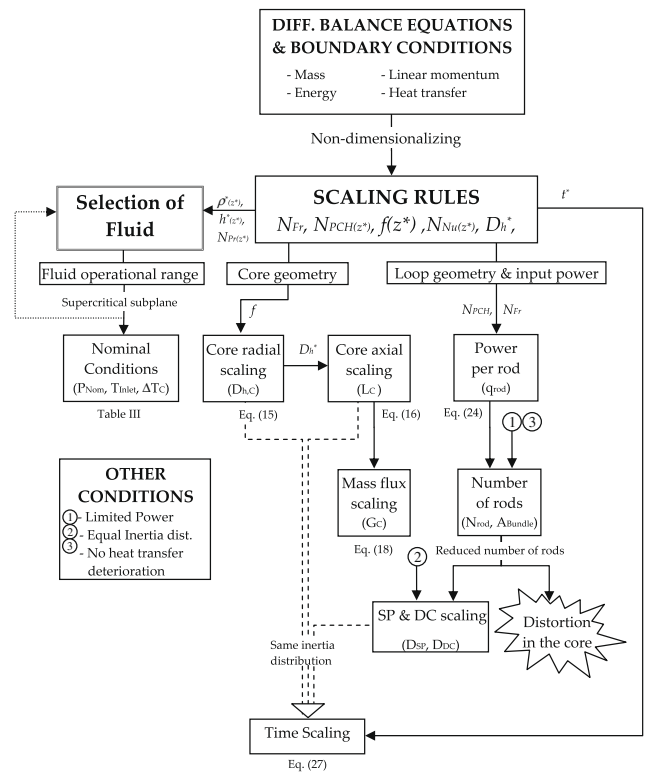 DIFF. BALANCE EQUATIONS
& BOUNDARY CONDITIONS
- Mass - Linear momentum
- Energy - Heat transfer
Non-dimensionalizing
Selection of
Fluid
ρ*(z*),
h*(z*),
NPr(z*)
SCALING RULES
NFr, NPCH(z*), f(z*) ,NNu(z*), Dh*,
t*
Fluid operational range
Core geometry
Loop geometry & input power
Supercritical subplane
f
NPCH, NFr
Nominal
Conditions
(PNom, TInlet, ΔTC)
Table III
Core radial
scaling
(Dh,C)
Eq. (15)
Dh*
Core axial
scaling
(LC)
Eq. (16)
Power
per rod
(qrod)
Eq. (24)
1 3
OTHER
CONDITIONS
1 - Limited Power
2 - Equal Inertia dist.
3 - No heat transfer
deterioration
Mass flux
scaling
(GC)
Eq. (18)
Number
of rods
(Nrod, ABundle)
Reduced number of rods
2
SP & DC scaling
(DSP, DDC)
Distortion
in the core
Same inertia
distribution
Time Scaling
Eq. (27)